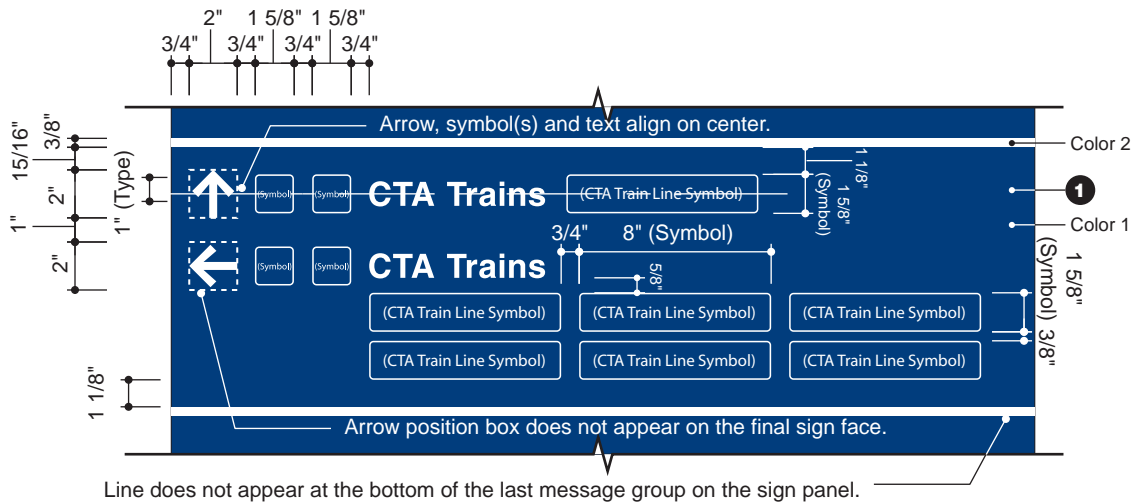 2" 1 5/8" 1 5/8"
3/4" 3/4" 3/4" 3/4"
Arrow, symbol(s) and text align on center.
Color 2
3/8"
15/16"
2"
1" (Type)
1"
2"
(Symbol) (Symbol) CTA Trains (CTA Train Line Symbol)
1 1/8"
1 5/8"
(Symbol)
1
Color 1
3/4" 8" (Symbol)
(Symbol) (Symbol) CTA Trains
5/8"
(CTA Train Line Symbol) (CTA Train Line Symbol) (CTA Train Line Symbol)
1 5/8"
(Symbol)
3/8"
(CTA Train Line Symbol) (CTA Train Line Symbol) (CTA Train Line Symbol)
1 1/8"
Arrow position box does not appear on the final sign face.
Line does not appear at the bottom of the last message group on the sign panel.